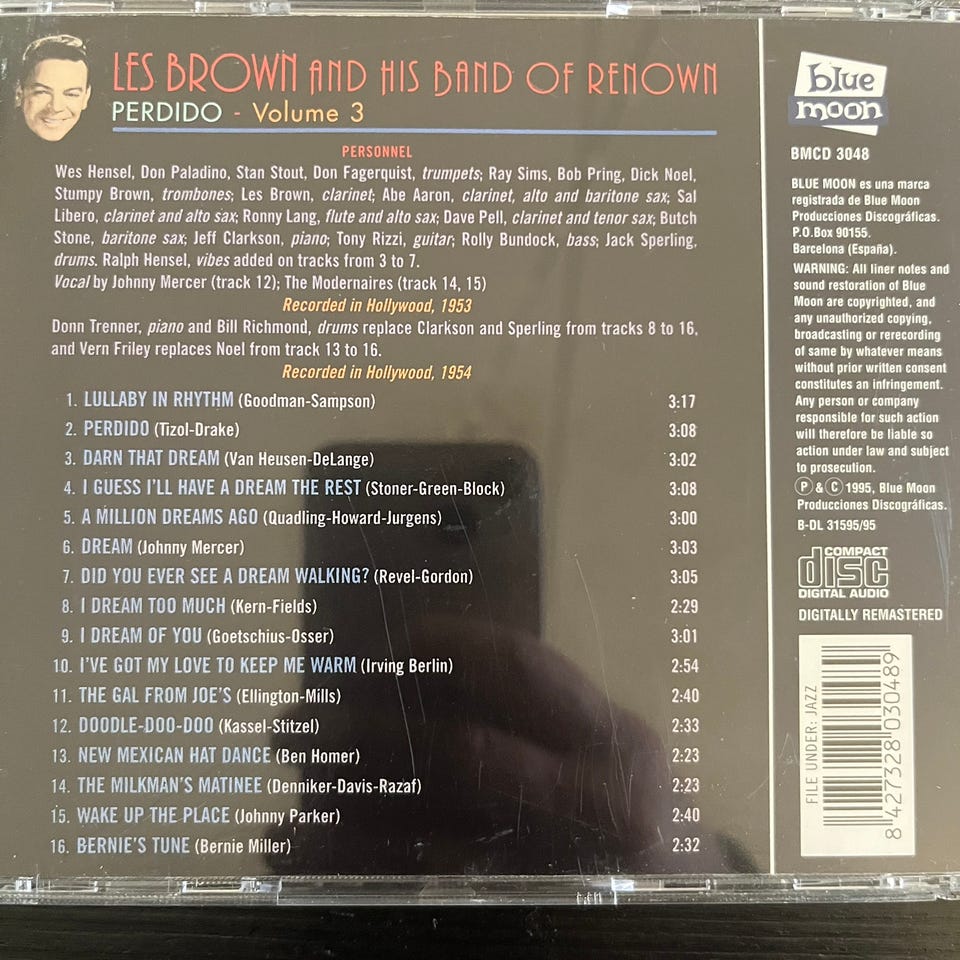 LES BROWN AND HIS BAND OF RENOWN
PERDIDO - Volume 3
PERSONNEL
Wes Hensel, Don Paladino, Stan Stout, Don Fagerquist, trumpets; Ray Sims, Bob Pring, Dick Noel,
Stumpy Brown, trombones; Les Brown, clarinet; Abe Aaron, clarinet, alto and baritone sax; Sal
Libero, clarinet and alto sax; Ronny Lang, flute and alto sax; Dave Pell, clarinet and tenor sax; Butch
Stone, baritone sax; Jeff Clarkson, piano; Tony Rizzi, guitar; Rolly Bundock, bass; Jack Sperling,
drums. Ralph Hensel, vibes added on tracks from 3 to 7.
Vocal by Johnny Mercer (track 12); The Modernaires (track 14, 15)
Recorded in Hollywood, 1953
Donn Trenner, piano and Bill Richmond, drums replace Clarkson and Sperling from tracks 8 to 16,
and Vern Friley replaces Noel from track 13 to 16.
Recorded in Hollywood, 1954
1. LULLABY IN RHYTHM (Goodman-Sampson) 3:17
2. PERDIDO (Tizol-Drake) 3:08
3. DARN THAT DREAM (Van Heusen-DeLange) 3:02
4. I GUESS I'LL HAVE A DREAM THE REST (Stoner-Green-Block) 3:08
5. A MILLION DREAMS AGO (Quadling-Howard-Jurgens) 3:00
6. DREAM (Johnny Mercer) 3:03
7. DID YOU EVER SEE A DREAM WALKING? (Revel-Gordon) 3:05
8. I DREAM TOO MUCH (Kern-Fields) 2:29
9. I DREAM OF YOU (Goetschius-Osser) 3:01
10. I'VE GOT MY LOVE TO KEEP ME WARM (Irving Berlin) 2:54
11. THE GAL FROM JOE'S (Ellington-Mills) 2:40
12. DOODLE-DOO-DOO (Kassel-Stitzel) 2:33
13. NEW MEXICAN HAT DANCE (Ben Homer) 2:23
14. THE MILKMAN'S MATINEE (Denniker-Davis-Razaf) 2:23
15. WAKE UP THE PLACE (Johnny Parker) 2:40
16. BERNIE'S TUNE (Bernie Miller) 2:32
blue
moon
BMCD 3048
BLUE MOON es una marca
registrada de Blue Moon
Producciones Discográficas.
P.O.Box 90155.
Barcelona (España).
WARNING: All liner notes and
sound restoration of Blue
Moon are copyrighted, and
any unauthorized copying,
broadcasting or rerecording
of same by whatever means
without prior written consent
constitutes an infringement.
Any person or company
responsible for such action
will therefore be liable so
action under law and subject
to prosecution.
Ⓟ & Ⓒ 1995, Blue Moon
Producciones Discográficas.
B-DL 31595/95
COMPACT
disc
DIGITAL AUDIO
DIGITALLY REMASTERED
FILE UNDER: JAZZ
8 427328 030489